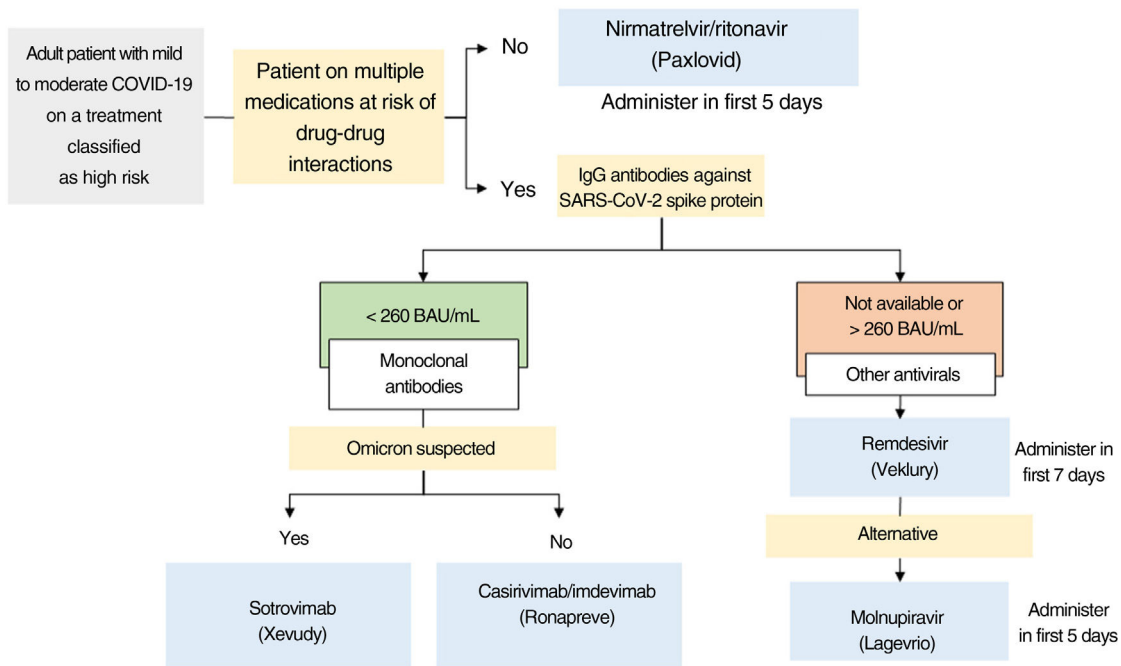 Adult patient with mild
to moderate COVID-19
on a treatment
classified
as high risk
Patient on multiple
medications at risk of
drug-drug
interactions
No
Nirmatrelvir/ritonavir
(Paxlovid)
Administer in first 5 days
Yes
IgG antibodies against
SARS-CoV-2 spike protein
< 260 BAU/mL
Monoclonal
antibodies
Omicron suspected
Yes
No
Sotrovimab
(Xevudy)
Casirivimab/imdevimab
(Ronapreve)
Not available or
> 260 BAU/mL
Other antivirals
Remdesivir
(Veklury)
Administer in
first 7 days
Alternative
Molnupiravir
(Lagevrio)
Administer
in first 5 days